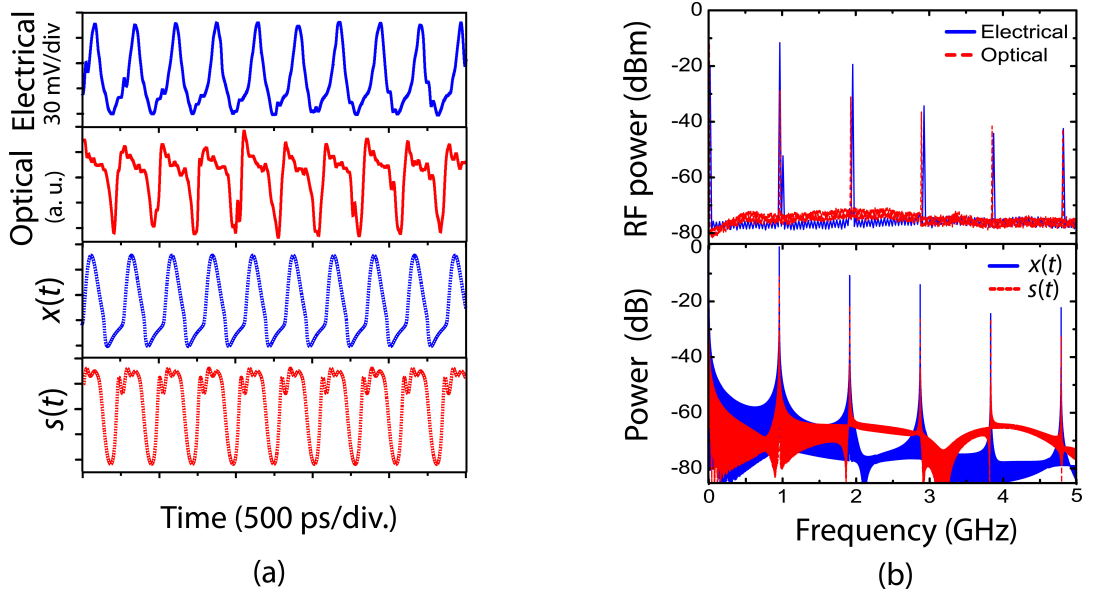 Electrical
30 mV/div
Optical
(a. u.)
x(t)
s(t)
Time (500 ps/div.)
(a)
RF power (dBm)
0
-20
-40
-60
-80
Electrical
Optical
Power (dB)
0
-20
-40
-60
-80
x(t)
s(t)
0 1 2 3 4 5
Frequency (GHz)
(b)